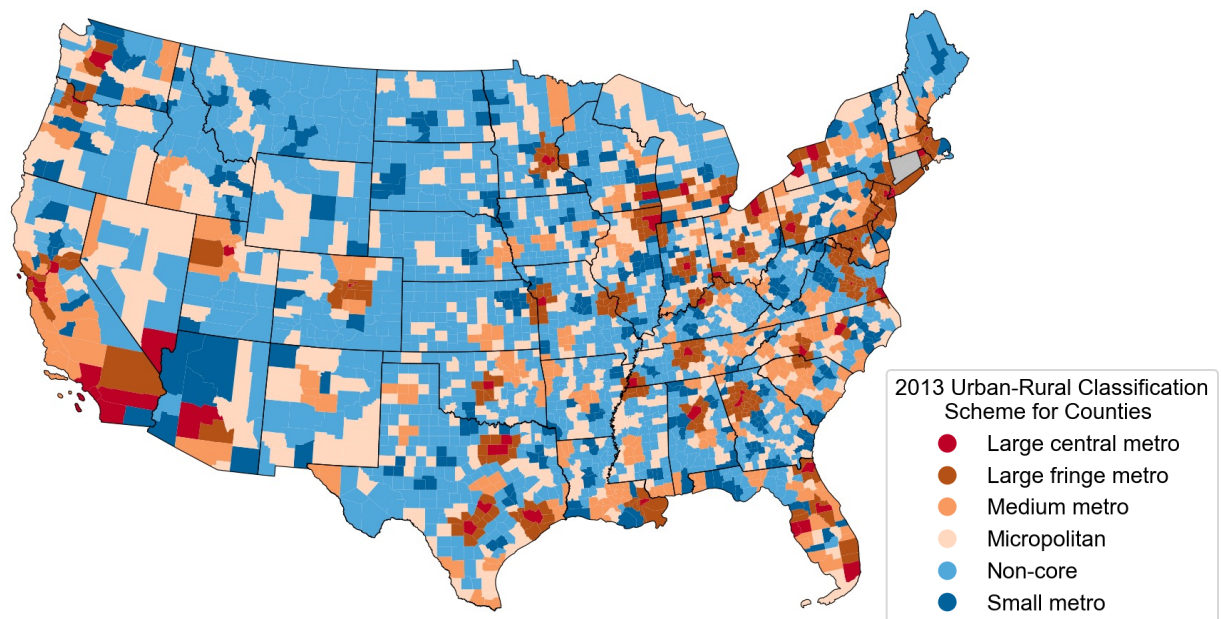 2013 Urban-Rural Classification
Scheme for Counties
Large central metro
Large fringe metro
Medium metro
Micropolitan
Non-core
Small metro